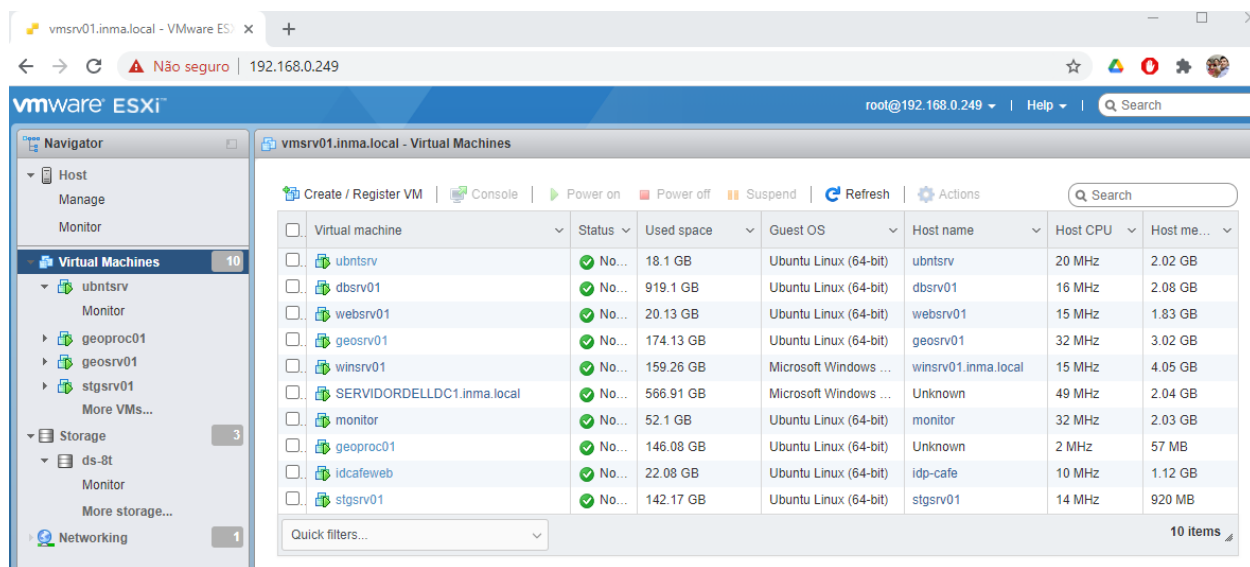 vmsrv01.inma.local - VMware ES
Não seguro | 192.168.0.249
vmware ESXi™
root@192.168.0.249 | Help | Search
Navigator
Host
Manage
Monitor
Virtual Machines 10
ubntsrv
Monitor
geoproc01
geosrv01
stgsrv01
More VMs...
Storage 3
ds-8t
Monitor
More storage...
Networking 1
vmsrv01.inma.local - Virtual Machines
Create / Register VM | Console | Power on Power off Suspend | Refresh | Actions Search
Virtual machine Status Used space Guest OS Host name Host CPU Host me...
ubntsrv No... 18.1 GB Ubuntu Linux (64-bit) ubntsrv 20 MHz 2.02 GB
dbsrv01 No... 919.1 GB Ubuntu Linux (64-bit) dbsrv01 16 MHz 2.08 GB
websrv01 No... 20.13 GB Ubuntu Linux (64-bit) websrv01 15 MHz 1.83 GB
geosrv01 No... 174.13 GB Ubuntu Linux (64-bit) geosrv01 32 MHz 3.02 GB
winsrv01 No... 159.26 GB Microsoft Windows ... winsrv01.inma.local 15 MHz 4.05 GB
SERVIDORDELLDC1.inma.local No... 566.91 GB Microsoft Windows ... Unknown 49 MHz 2.04 GB
monitor No... 52.1 GB Ubuntu Linux (64-bit) monitor 32 MHz 2.03 GB
geoproc01 No... 146.08 GB Ubuntu Linux (64-bit) Unknown 2 MHz 57 MB
idcafeweb No... 22.08 GB Ubuntu Linux (64-bit) idp-cafe 10 MHz 1.12 GB
stgsrv01 No... 142.17 GB Ubuntu Linux (64-bit) stgsrv01 14 MHz 920 MB
Quick filters... 10 items